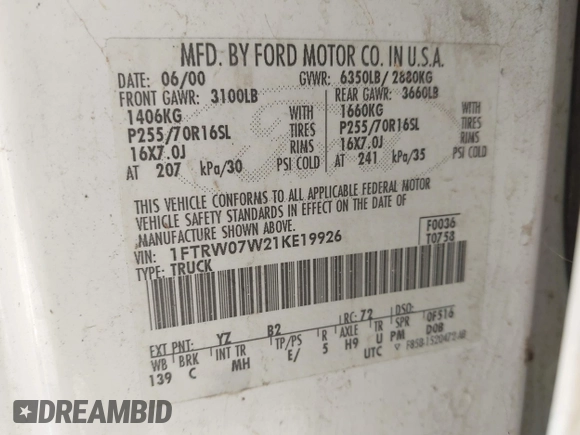 MFD. BY FORD MOTOR CO. IN U.S.A.
DATE: 06/00 GVWR: 6350LB/ 2880KG
FRONT GAWR: 3100LB REAR GAWR: 3660LB
1406KG WITH 1660KG WITH
P255/70R16SL TIRES P255/70R16SL TIRES
16X7.0J RIMS 16X7.0J RIMS
AT 207 kPa/30 PSI COLD AT 241 kPa/35 PSI COLD
THIS VEHICLE CONFORMS TO ALL APPLICABLE FEDERAL MOTOR
VEHICLE SAFETY STANDARDS IN EFFECT ON THE DATE OF
MANUFACTURE SHOWN ABOVE.
F0036
T0758
VIN: 1FTRW07W21KE19926
TYPE: TRUCK
EXT PNT: YZ B2 RC: 72 DSO:
WB BRK INT TR TP/PS R AXLE TR SPR 0F516
139 C MH E/ 5 H9 U PM DOB
UTC
F85B-1520472-AB
DREAMBID